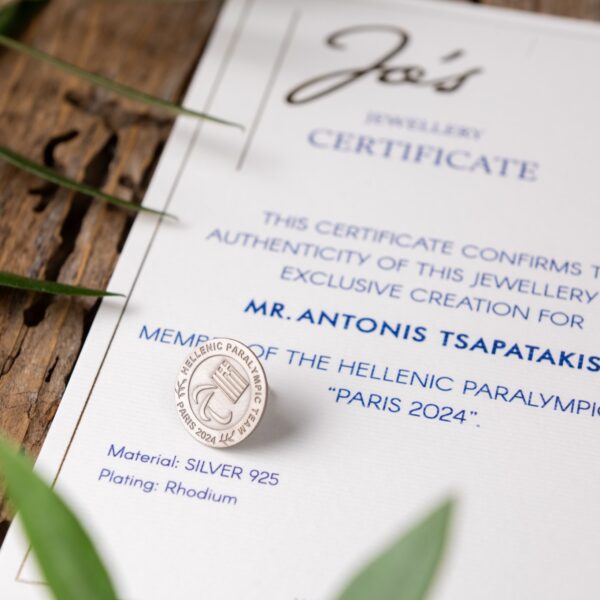 Jo's
JEWELLERY
CERTIFICATE
THIS CERTIFICATE CONFIRMS T
AUTHENTICITY OF THIS JEWELLERY
EXCLUSIVE CREATION FOR
MR. ANTONIS TSAPATAKIS
MEMB OF THE HELLENIC PARALYMPIC
"PARIS 2024".
HELLENIC PARALYMPIC TEAM
PARIS 2024
Material: SILVER 925
Plating: Rhodium